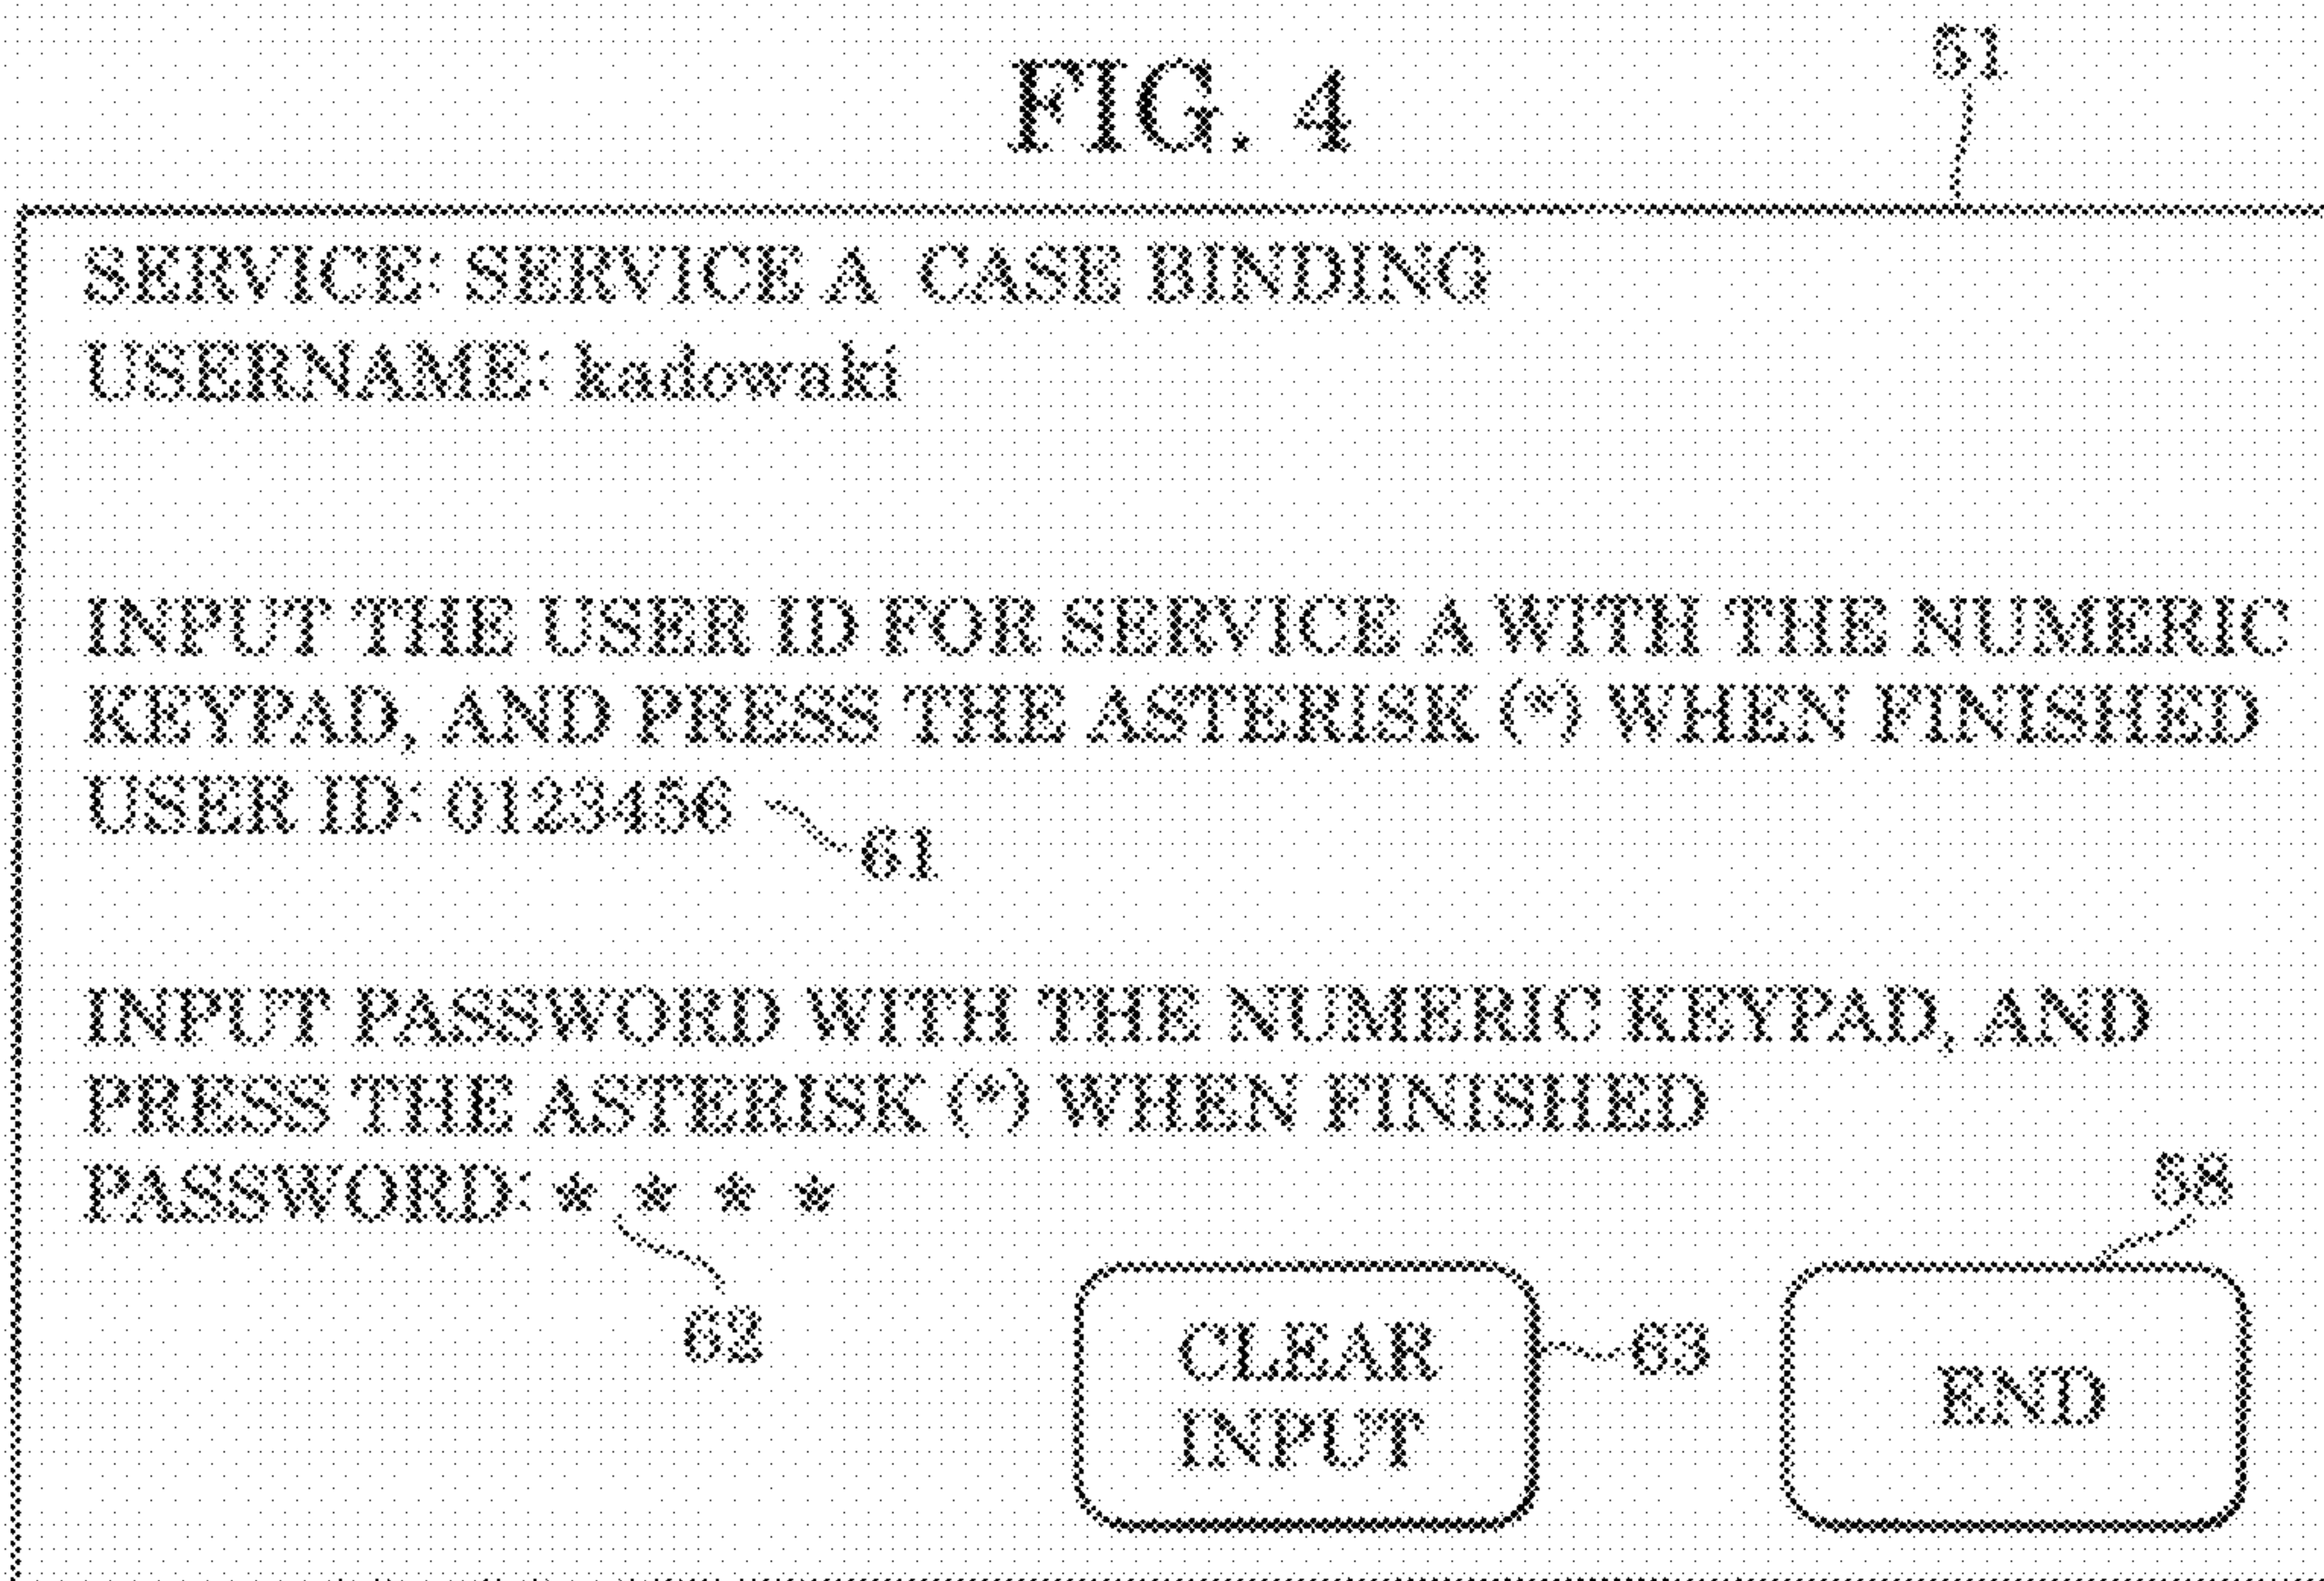 FIG. 4
51
SERVICE: SERVICE A CASE BINDING
USERNAME: kadowaki
INPUT THE USER ID FOR SERVICE A WITH THE NUMERIC
KEYPAD, AND PRESS THE ASTERISK (*) WHEN FINISHED
USER ID: 0123456
61
INPUT PASSWORD WITH THE NUMERIC KEYPAD, AND
PRESS THE ASTERISK (*) WHEN FINISHED
PASSWORD: * * * *
58
62
CLEAR
INPUT
63
END